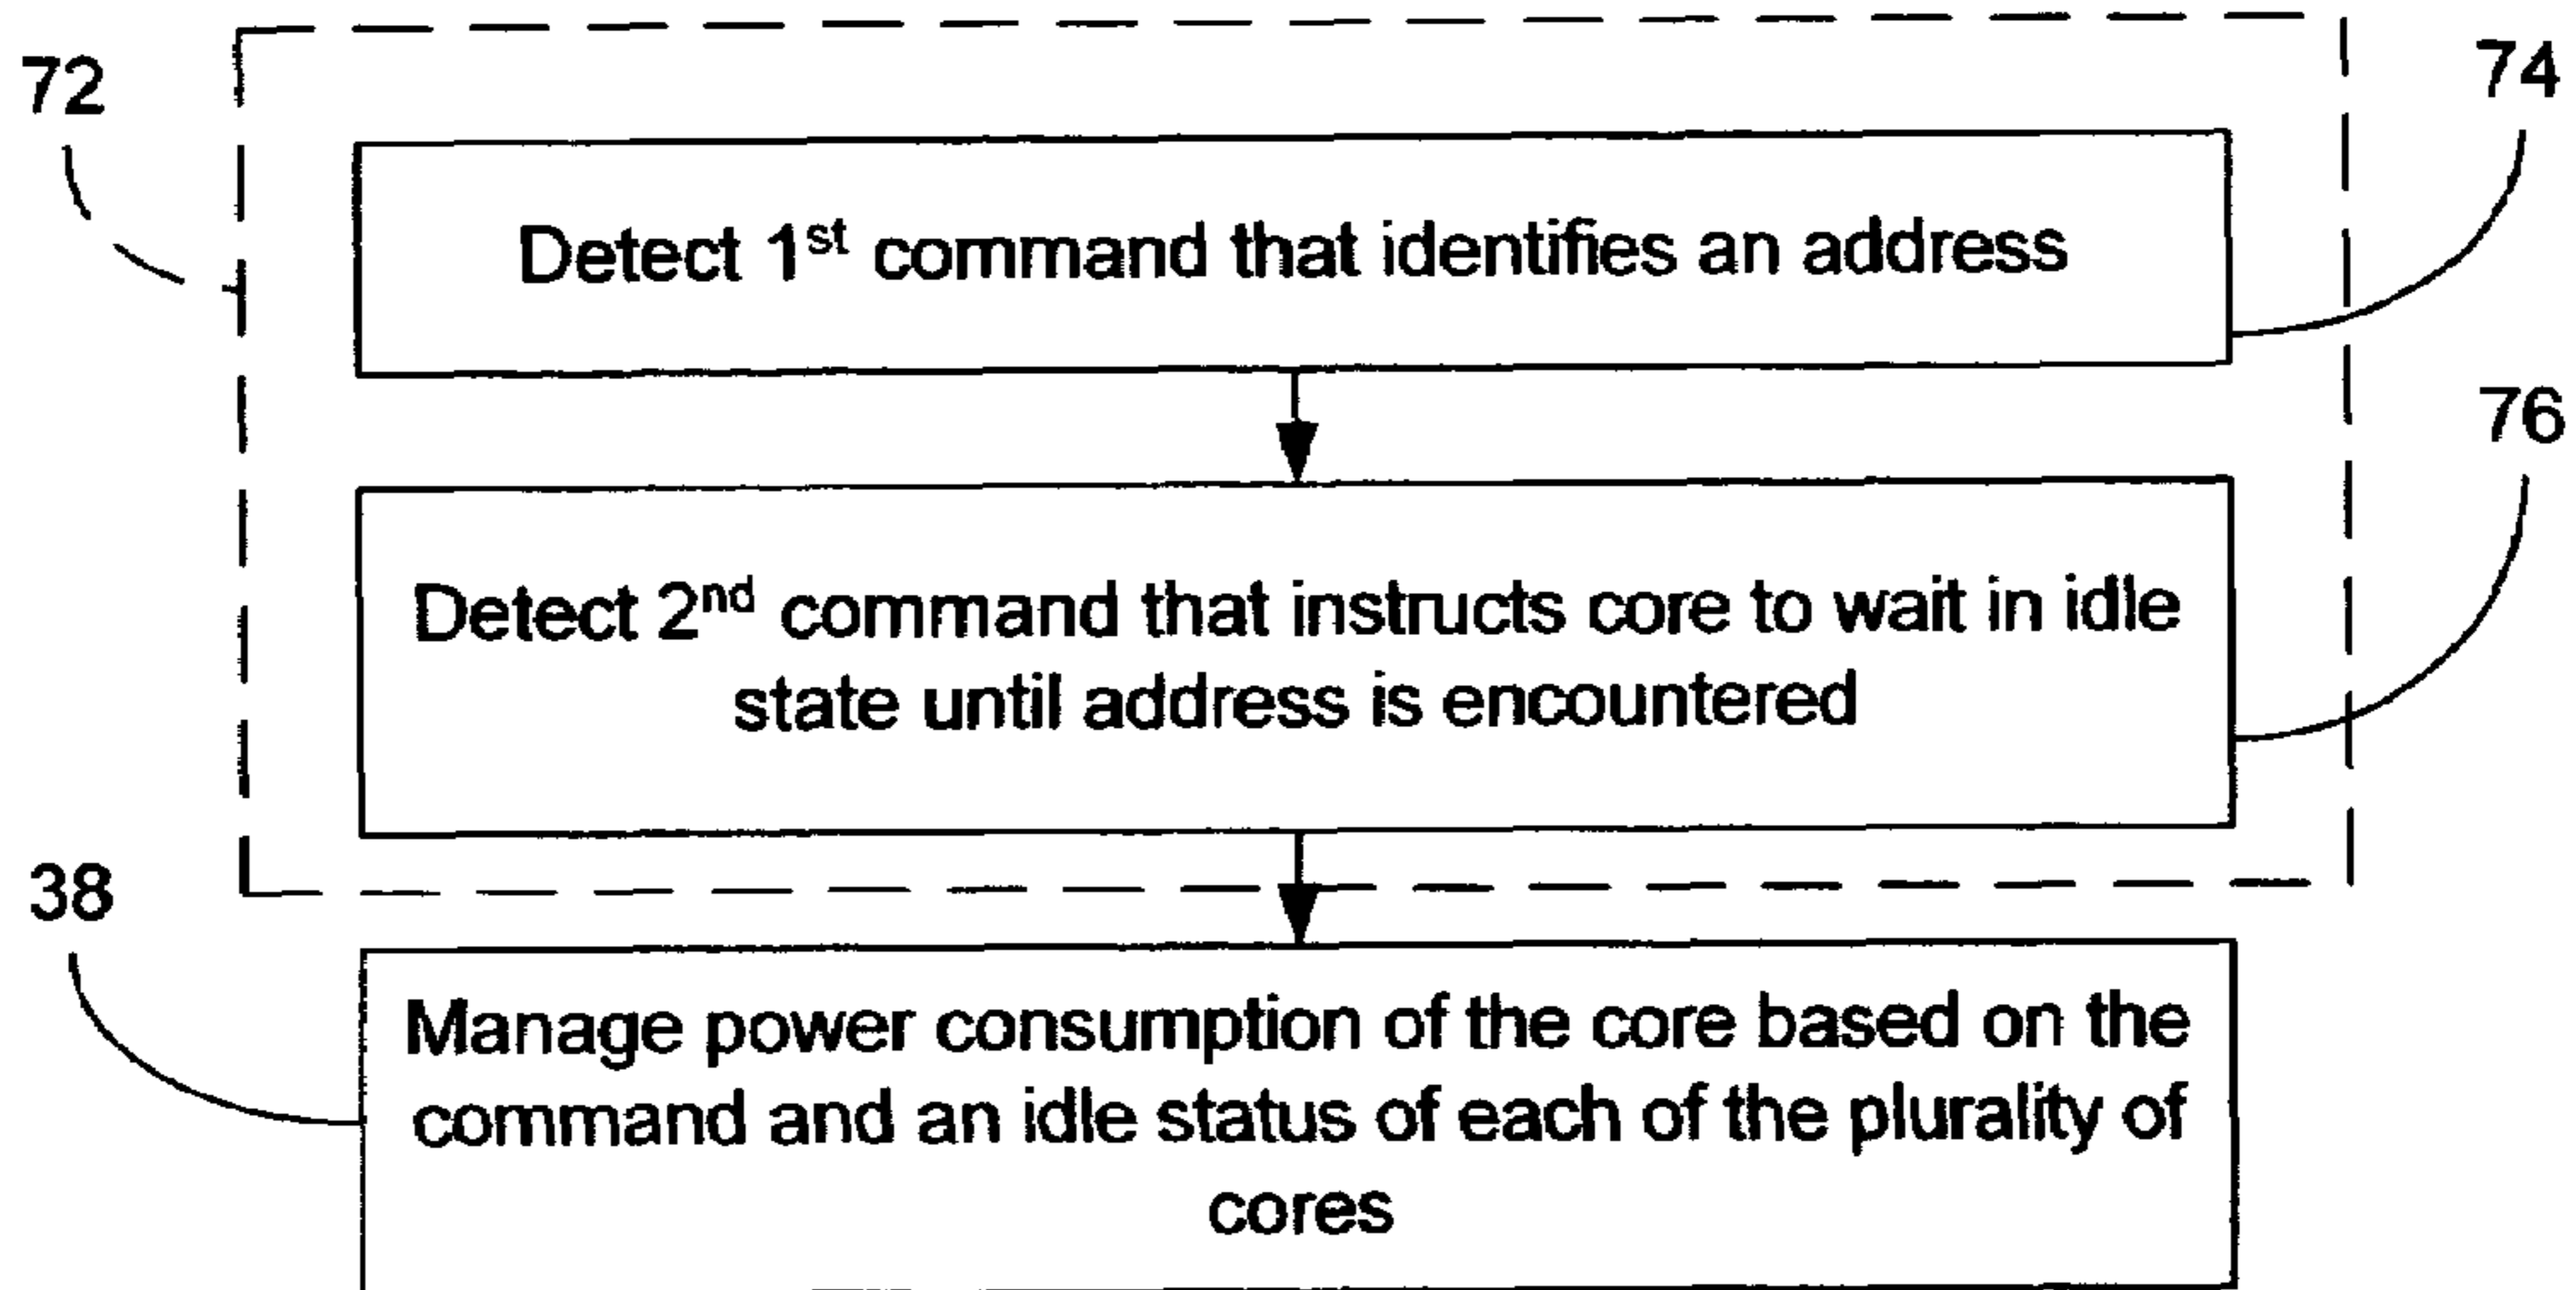 72
74
Detect 1st command that identifies an address
76
Detect 2nd command that instructs core to wait in idle
state until address is encountered
38
Manage power consumption of the core based on the
command and an idle status of each of the plurality of
cores